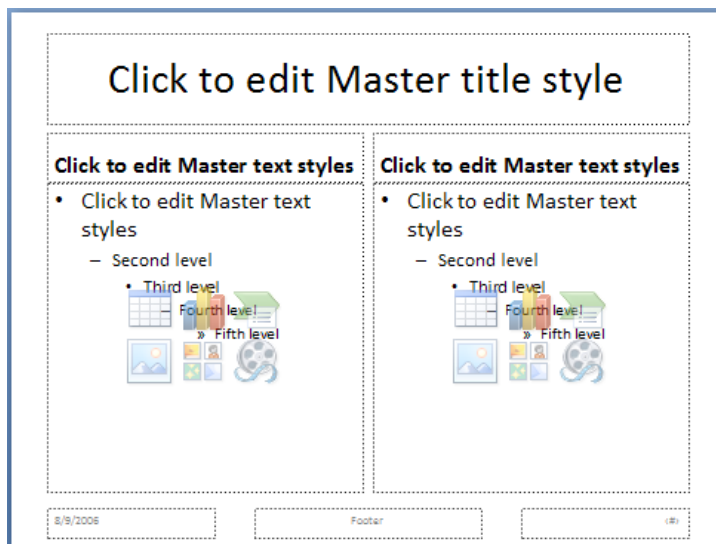 Click to edit Master title style
Click to edit Master text styles
• Click to edit Master text
styles
– Second level
• Third level
– Fourth level
» Fifth level
Click to edit Master text styles
• Click to edit Master text
styles
– Second level
• Third level
– Fourth level
» Fifth level
8/9/2006
Footer
‹#›